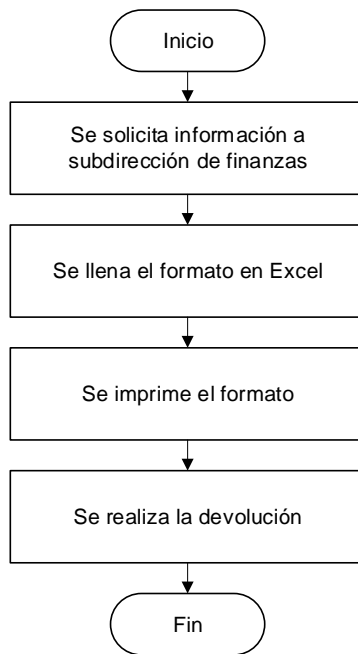 Inicio
Se solicita información a
subdirección de finanzas
Se llena el formato en Excel
Se imprime el formato
Se realiza la devolución
Fin